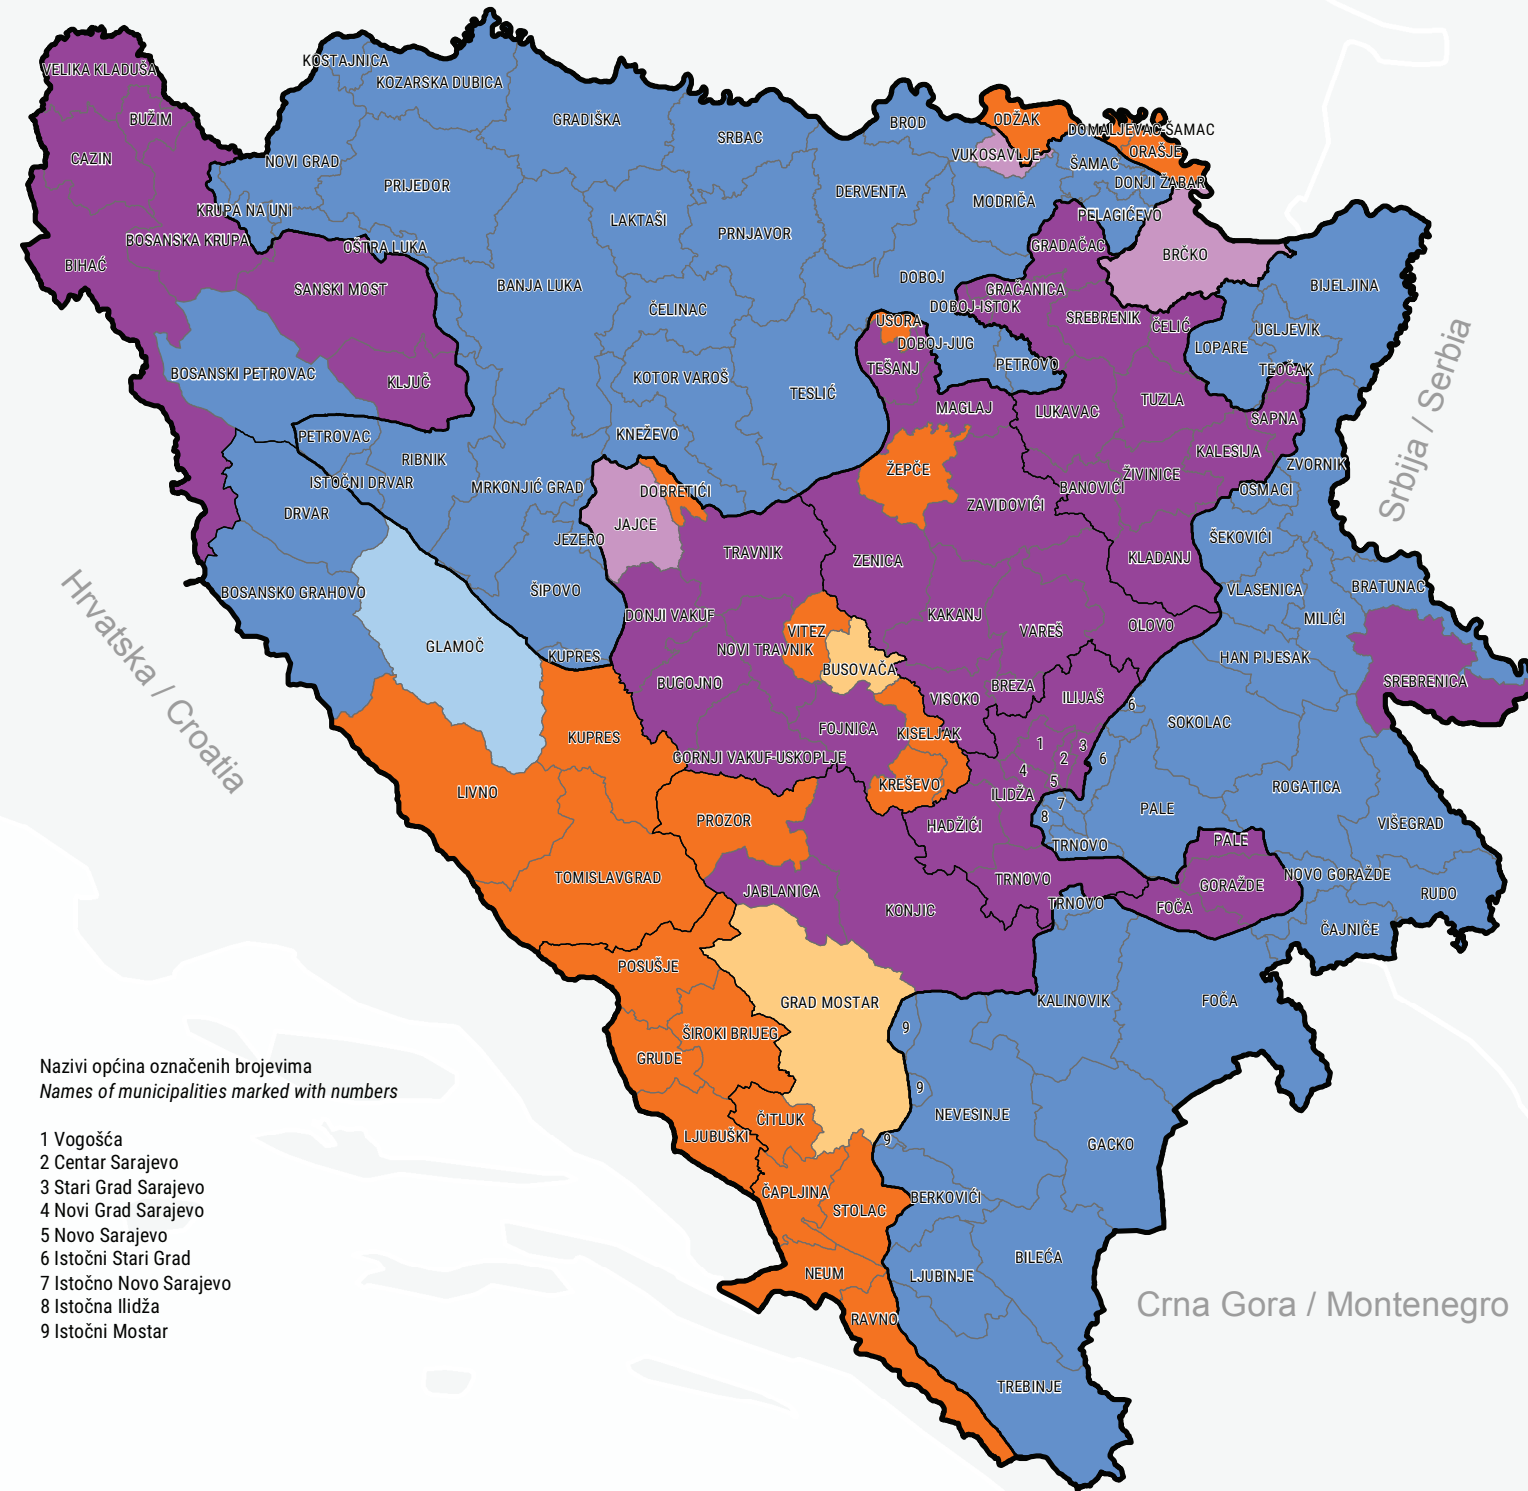 VELIKA KLADUŠA
BUŽIM
CAZIN
BIHAĆ
BOSANSKA KRUPA
KRUPA NA UNI
NOVI GRAD
KOSTAJNICA
KOZARSKA DUBICA
PRIJEDOR
OŠTRA LUKA
SANSKI MOST
KLJUČ
BOSANSKI PETROVAC
GRADIŠKA
SRBAC
LAKTAŠI
PRNJAVOR
BANJA LUKA
ČELINAC
KOTOR VAROŠ
KNEŽEVO
TESLIĆ
DERVENTA
BROD
ODŽAK
VUKOSAVLJE
MODRIČA
DOBOJ
DOMALJEVAC-ŠAMAC
ORAŠJE
ŠAMAC
DONJI ŽABAR
PELAGIĆEVO
GRADAČAC
BRČKO
GRAČANICA
DOBOJ-ISTOK
SREBRENIK
ČELIĆ
BIJELJINA
UGLJEVIK
LOPARE
TEOČAK
SAPNA
USORA
DOBOJ-JUG
TEŠANJ
PETROVO
MAGLAJ
LUKAVAC
TUZLA
KALESIJA
ŽIVINICE
BANOVIĆI
ZVORNIK
OSMACI
ŽEPČE
ZAVIDOVIĆI
PETROVAC
RIBNIK
ISTOČNI DRVAR
DRVAR
MRKONJIĆ GRAD
DOBRETIĆI
JAJCE
JEZERO
ŠIPOVO
BOSANSKO GRAHOVO
GLAMOČ
KUPRES
KUPRES
LIVNO
TOMISLAVGRAD
TRAVNIK
ZENICA
DONJI VAKUF
NOVI TRAVNIK
VITEZ
BUSOVAČA
BUGOJNO
GORNJI VAKUF-USKOPLJE
FOJNICA
KISELJAK
KREŠEVO
KAKANJ
VAREŠ
VISOKO
BREZA
OLOVO
KLADANJ
ILIJAŠ
ŠEKOVIĆI
VLASENICA
BRATUNAC
MILIĆI
HAN PIJESAK
SREBRENICA
SOKOLAC
6
1
3
2
6
4
5
7
8
ILIDŽA
HADŽIĆI
TRNOVO
TRNOVO
TRNOVO
PALE
ROGATICA
VIŠEGRAD
PALE
GORAŽDE
NOVO GORAŽDE
FOČA
RUDO
ČAJNIČE
PROZOR
JABLANICA
KONJIC
POSUŠJE
GRAD MOSTAR
ŠIROKI BRIJEG
GRUDE
ČITLUK
LJUBUŠKI
ČAPLJINA
STOLAC
NEUM
RAVNO
KALINOVIK
FOČA
9
9
9
NEVESINJE
GACKO
BERKOVIĆI
BILEĆA
LJUBINJE
TREBINJE
Hrvatska / Croatia
Srbija / Serbia
Crna Gora / Montenegro
Nazivi općina označenih brojevima
Names of municipalities marked with numbers
1 Vogošća
2 Centar Sarajevo
3 Stari Grad Sarajevo
4 Novi Grad Sarajevo
5 Novo Sarajevo
6 Istočni Stari Grad
7 Istočno Novo Sarajevo
8 Istočna Ilidža
9 Istočni Mostar